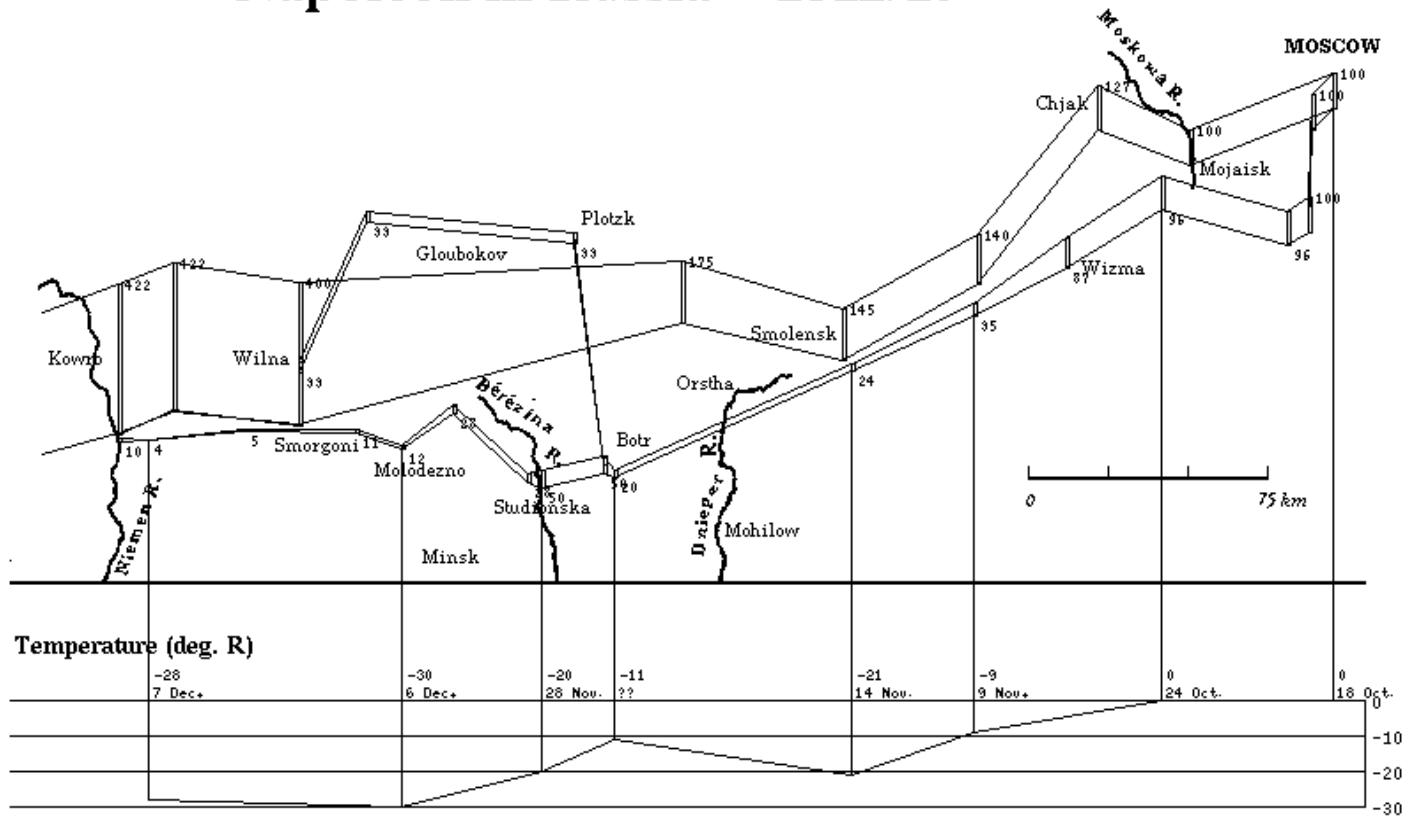 Moskowa R.
MOSCOW
100
127
Chjak
100
100
Mojaisk
100
96
96
Plotzk
33
Gloubokov
33
422
422
400
175
140
Wizma
87
145
Smolensk
Kowno
Wilna
33
Orstha
24
Bérézina R.
22
Botr
20
50
Studionska
10
4
5
Smorgoni
11
12
Molodezno
Niemen R.
Minsk
Dnieper R.
Mohilow
0
75 km
Temperature (deg. R)
-28
7 Dec.
-30
6 Dec.
-20
28 Nov.
-11
??
-21
14 Nov.
-9
9 Nov.
0
24 Oct.
0
18 Oct.
0
-10
-20
-30